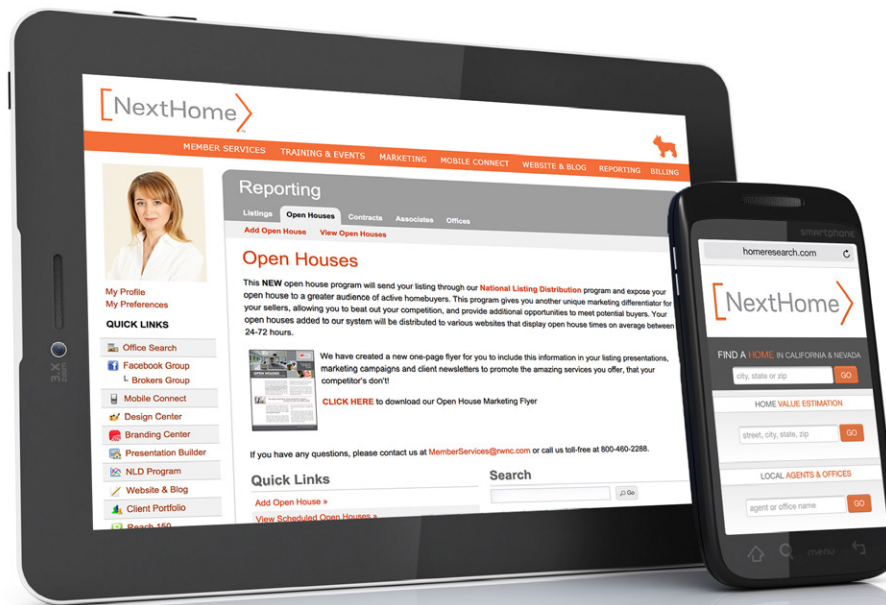 [NextHome>
MEMBER SERVICES TRAINING & EVENTS MARKETING MOBILE CONNECT WEBSITE & BLOG REPORTING BILLING
My Profile
My Preferences
QUICK LINKS
Office Search
Facebook Group
Brokers Group
Mobile Connect
Design Center
Branding Center
Presentation Builder
NLD Program
Website & Blog
Client Portfolio
Reach 150
Reporting
Listings Open Houses Contracts Associates Offices
Add Open House View Open Houses
Open Houses
This NEW open house program will send your listing through our National Listing Distribution program and expose your
open house to a greater audience of active homebuyers. This program gives you another unique marketing differentiator for
your sellers, allowing you to beat out your competition, and provide additional opportunities to meet potential buyers. Your
open houses added to our system will be distributed to various websites that display open house times on average between
24-72 hours.
OPEN HOUSES
We have created a new one-page flyer for you to include this information in your listing presentations,
marketing campaigns and client newsletters to promote the amazing services you offer, that your
competitor's don't!
CLICK HERE to download our Open House Marketing Flyer
If you have any questions, please contact us at MemberServices@rwnc.com or call us toll-free at 800-460-2288.
Quick Links
Add Open House »
View Scheduled Open Houses »
Search
Go
smartphone
homeresearch.com
[NextHome>
FIND A HOME IN CALIFORNIA & NEVADA
city, state or zip GO
HOME VALUE ESTIMATION
street, city, state, zip GO
LOCAL AGENTS & OFFICES
agent or office name GO
menu